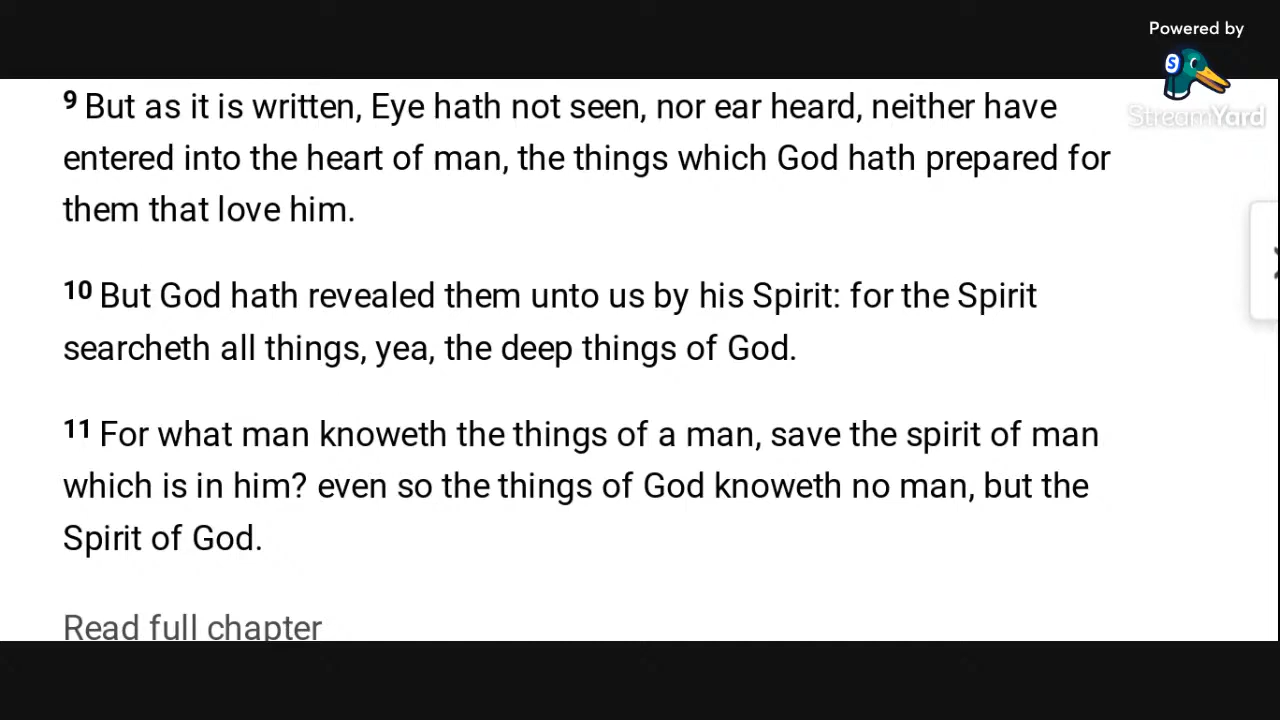 Powered by
StreamYard
9 But as it is written, Eye hath not seen, nor ear heard, neither have
entered into the heart of man, the things which God hath prepared for
them that love him.
10 But God hath revealed them unto us by his Spirit: for the Spirit
searcheth all things, yea, the deep things of God.
11 For what man knoweth the things of a man, save the spirit of man
which is in him? even so the things of God knoweth no man, but the
Spirit of God.
Read full chapter